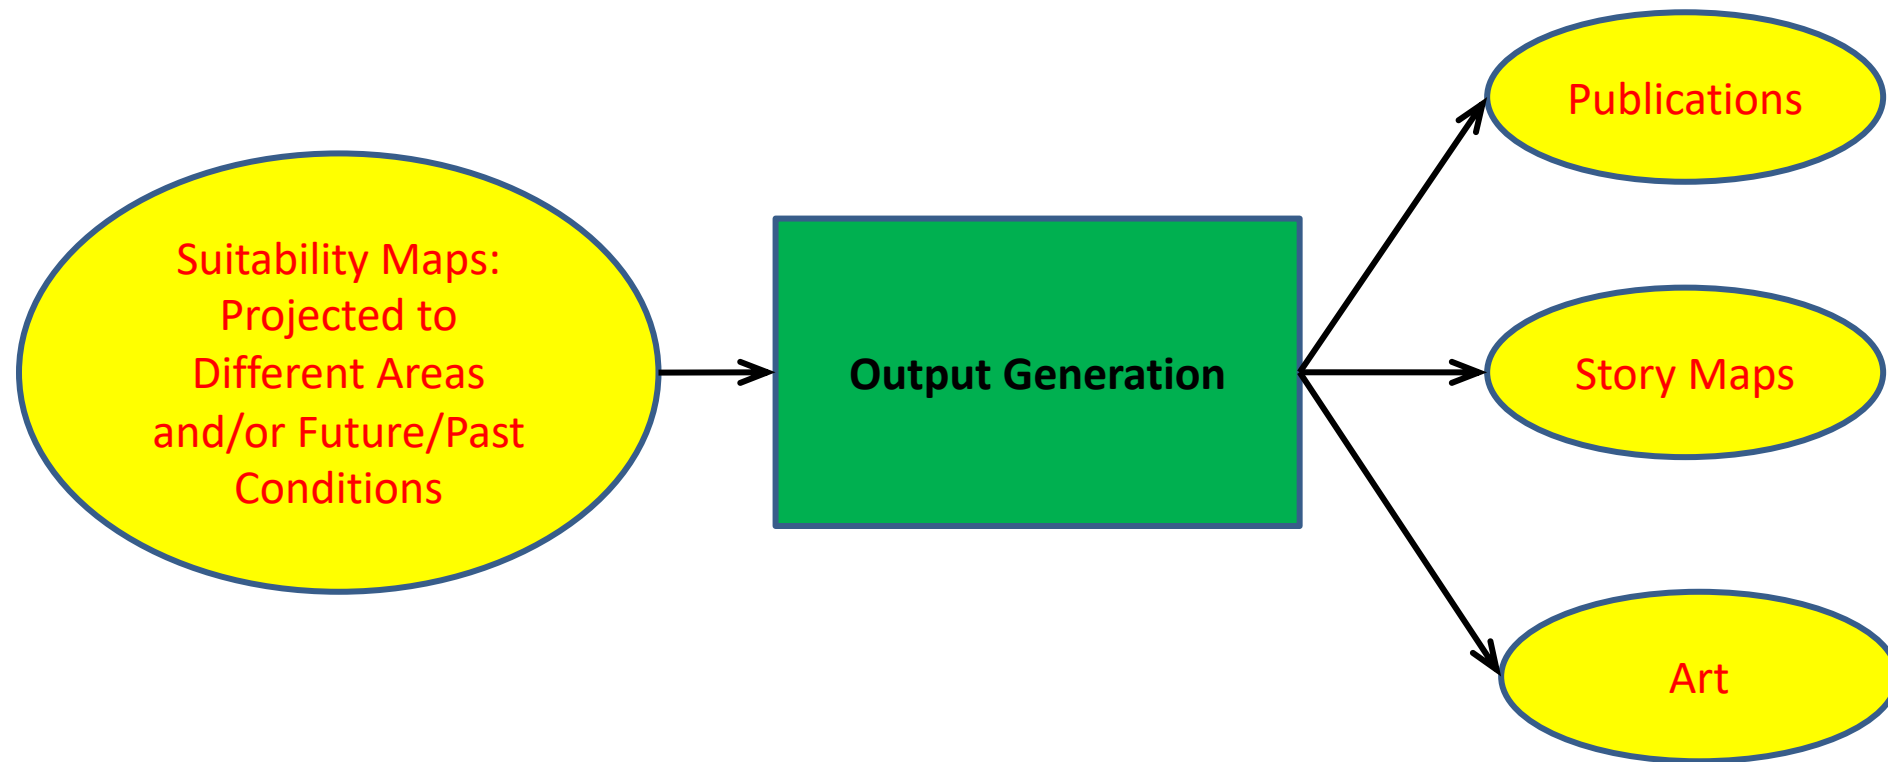 Suitability Maps:
Projected to
Different Areas
and/or Future/Past
Conditions
Output Generation
Publications
Story Maps
Art